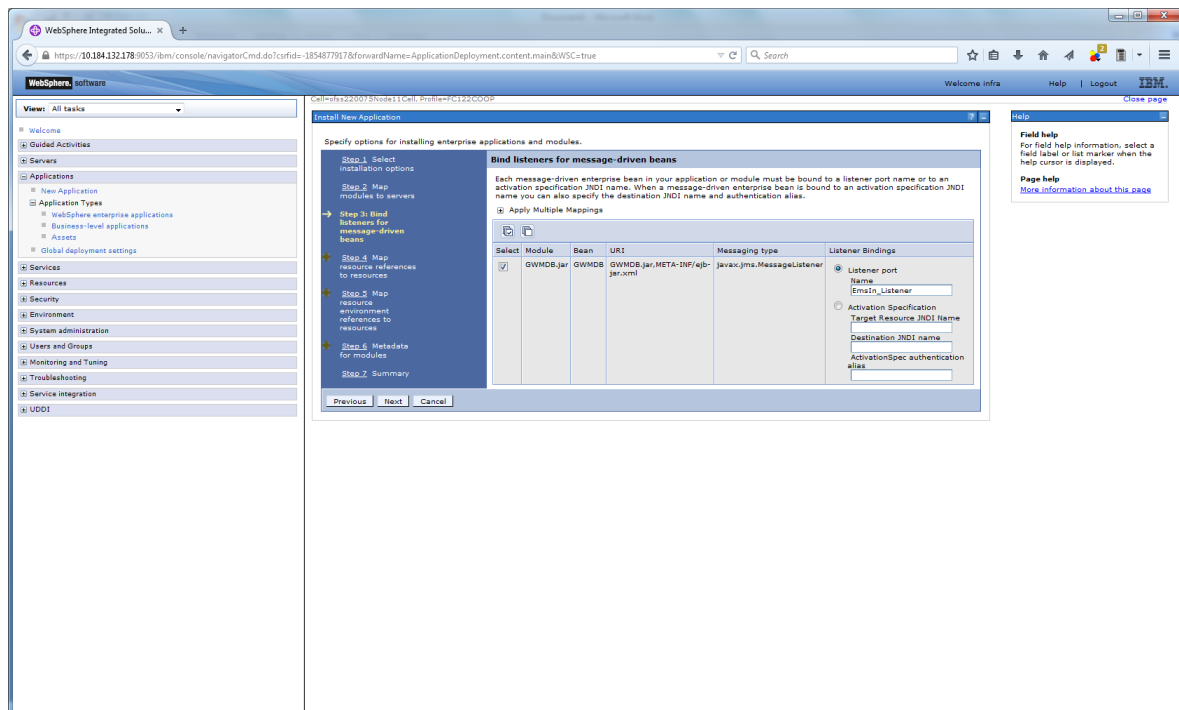 WebSphere Integrated Solu... × +
https://10.184.132.178:9053/ibm/console/navigatorCmd.do?csrfid=-1854877917&forwardName=ApplicationDeployment.content.main&WSC=true
Search
2
WebSphere. software
Welcome infra
Help | Logout
IBM.
View: All tasks
Welcome
Guided Activities
Servers
Applications
New Application
Application Types
WebSphere enterprise applications
Business-level applications
Assets
Global deployment settings
Services
Resources
Security
Environment
System administration
Users and Groups
Monitoring and Tuning
Troubleshooting
Service integration
UDDI
Cell=ofss220075Node11Cell, Profile=FC122COOP
Close page
Install New Application
? 
Specify options for installing enterprise applications and modules.
Step 1 Select
installation options
Step 2 Map
modules to servers
Step 3: Bind
listeners for
message-driven
beans
Step 4 Map
resource references
to resources
Step 5 Map
resource
environment
references to
resources
Step 6 Metadata
for modules
Step 7 Summary
Bind listeners for message-driven beans
Each message-driven enterprise bean in your application or module must be bound to a listener port name or to an
activation specification JNDI name. When a message-driven enterprise bean is bound to an activation specification JNDI
name you can also specify the destination JNDI name and authentication alias.
Apply Multiple Mappings
Select Module Bean URI Messaging type Listener Bindings
GWMDB.jar GWMDB GWMDB.jar,META-INF/ejb-
jar.xml
javax.jms.MessageListener
Listener port
Name
EmsIn_Listener
Activation Specification
Target Resource JNDI Name
Destination JNDI name
ActivationSpec authentication
alias
Previous Next Cancel
Help
Field help
For field help information, select a
field label or list marker when the
help cursor is displayed.
Page help
More information about this page